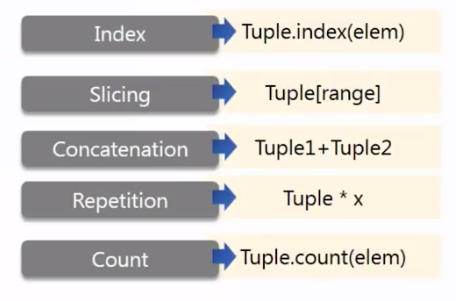 Index Tuple.index(elem)
Slicing Tuple[range]
Concatenation Tuple1+Tuple2
Repetition Tuple * x
Count Tuple.count(elem)